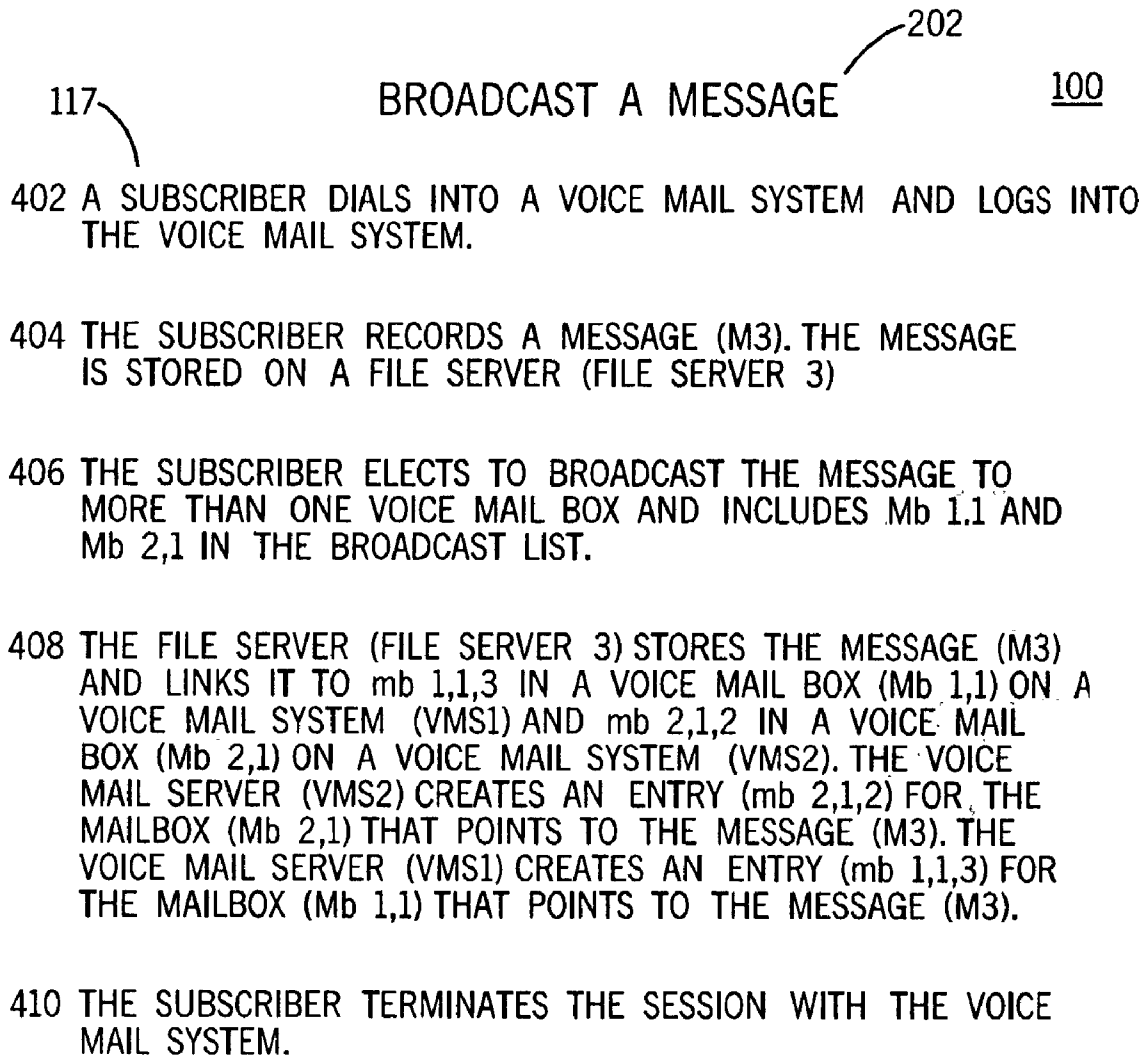 202
117
BROADCAST A MESSAGE
100
402 A SUBSCRIBER DIALS INTO A VOICE MAIL SYSTEM AND LOGS INTO
THE VOICE MAIL SYSTEM.
404 THE SUBSCRIBER RECORDS A MESSAGE (M3). THE MESSAGE
IS STORED ON A FILE SERVER (FILE SERVER 3)
406 THE SUBSCRIBER ELECTS TO BROADCAST THE MESSAGE TO
MORE THAN ONE VOICE MAIL BOX AND INCLUDES Mb 1,1 AND
Mb 2,1 IN THE BROADCAST LIST.
408 THE FILE SERVER (FILE SERVER 3) STORES THE MESSAGE (M3)
AND LINKS IT TO mb 1,1,3 IN A VOICE MAIL BOX (Mb 1,1) ON A
VOICE MAIL SYSTEM (VMS1) AND mb 2,1,2 IN A VOICE MAIL
BOX (Mb 2,1) ON A VOICE MAIL SYSTEM (VMS2). THE VOICE
MAIL SERVER (VMS2) CREATES AN ENTRY (mb 2,1,2) FOR THE
MAILBOX (Mb 2,1) THAT POINTS TO THE MESSAGE (M3). THE
VOICE MAIL SERVER (VMS1) CREATES AN ENTRY (mb 1,1,3) FOR
THE MAILBOX (Mb 1,1) THAT POINTS TO THE MESSAGE (M3).
410 THE SUBSCRIBER TERMINATES THE SESSION WITH THE VOICE
MAIL SYSTEM.